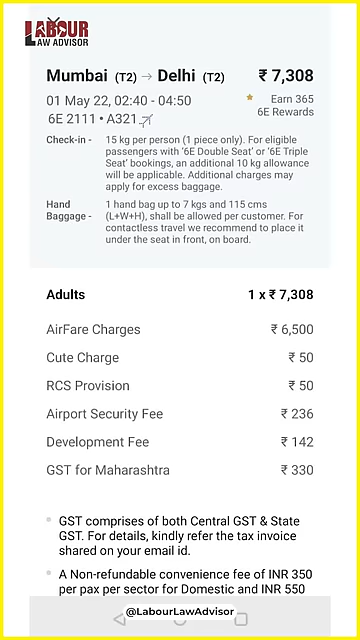 LABOUR
LAW ADVISOR
Mumbai (T2) → Delhi (T2) ₹ 7,308
01 May 22, 02:40 - 04:50 Earn 365
6E 2111 • A321 6E Rewards
Check-in - 15 kg per person (1 piece only). For eligible
passengers with '6E Double Seat' or '6E Triple
Seat' bookings, an additional 10 kg allowance
will be applicable. Additional charges may
apply for excess baggage.
Hand 1 hand bag up to 7 kgs and 115 cms
Baggage - (L+W+H), shall be allowed per customer. For
contactless travel we recommend to place it
under the seat in front, on board.
Adults 1 x ₹ 7,308
AirFare Charges ₹ 6,500
Cute Charge ₹ 50
RCS Provision ₹ 50
Airport Security Fee ₹ 236
Development Fee ₹ 142
GST for Maharashtra ₹ 330
GST comprises of both Central GST & State
GST. For details, kindly refer the tax invoice
shared on your email id.
A Non-refundable convenience fee of INR 350
per pax per sector for Domestic and INR 550
@LabourLawAdvisor